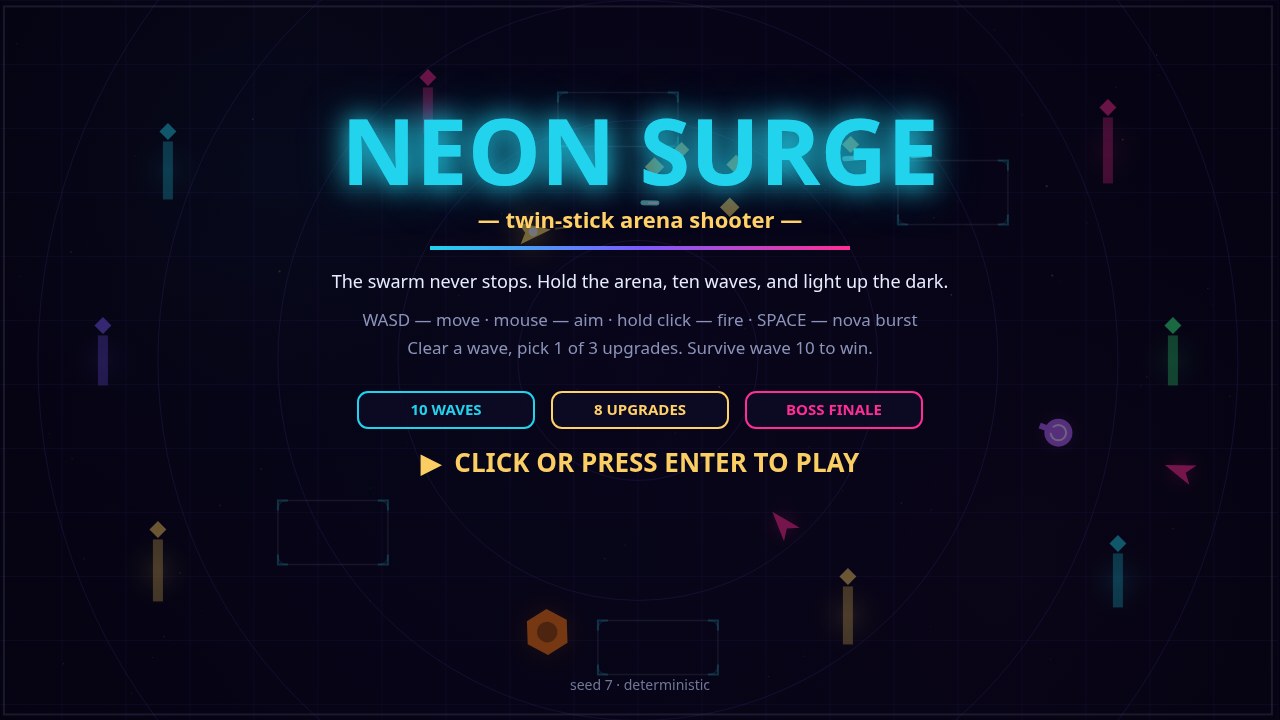 NEON SURGE
— twin-stick arena shooter —
The swarm never stops. Hold the arena, ten waves, and light up the dark.
WASD — move · mouse — aim · hold click — fire · SPACE — nova burst
Clear a wave, pick 1 of 3 upgrades. Survive wave 10 to win.
10 WAVES
8 UPGRADES
BOSS FINALE
▶ CLICK OR PRESS ENTER TO PLAY
seed 7 · deterministic